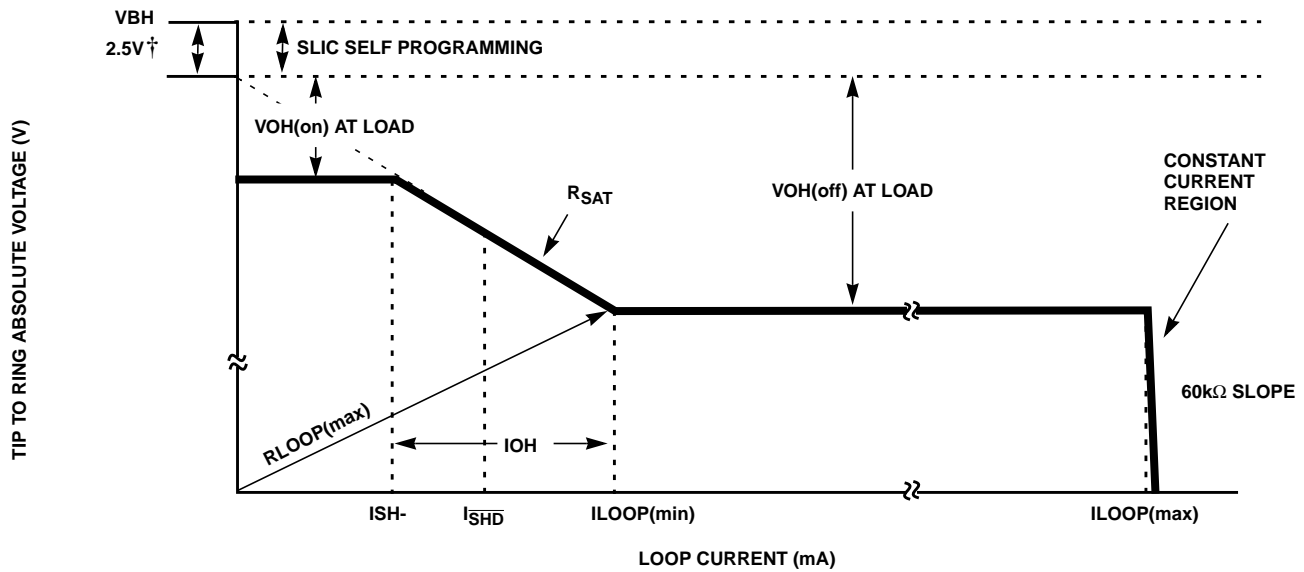 VBH
2.5V †
SLIC SELF PROGRAMMING
VOH(on) AT LOAD
VOH(off) AT LOAD
CONSTANT
CURRENT
REGION
RSAT
60kΩ SLOPE
RLOOP(max)
IOH
ISH-
ISHD
ILOOP(min)
ILOOP(max)
LOOP CURRENT (mA)
TIP TO RING ABSOLUTE VOLTAGE (V)